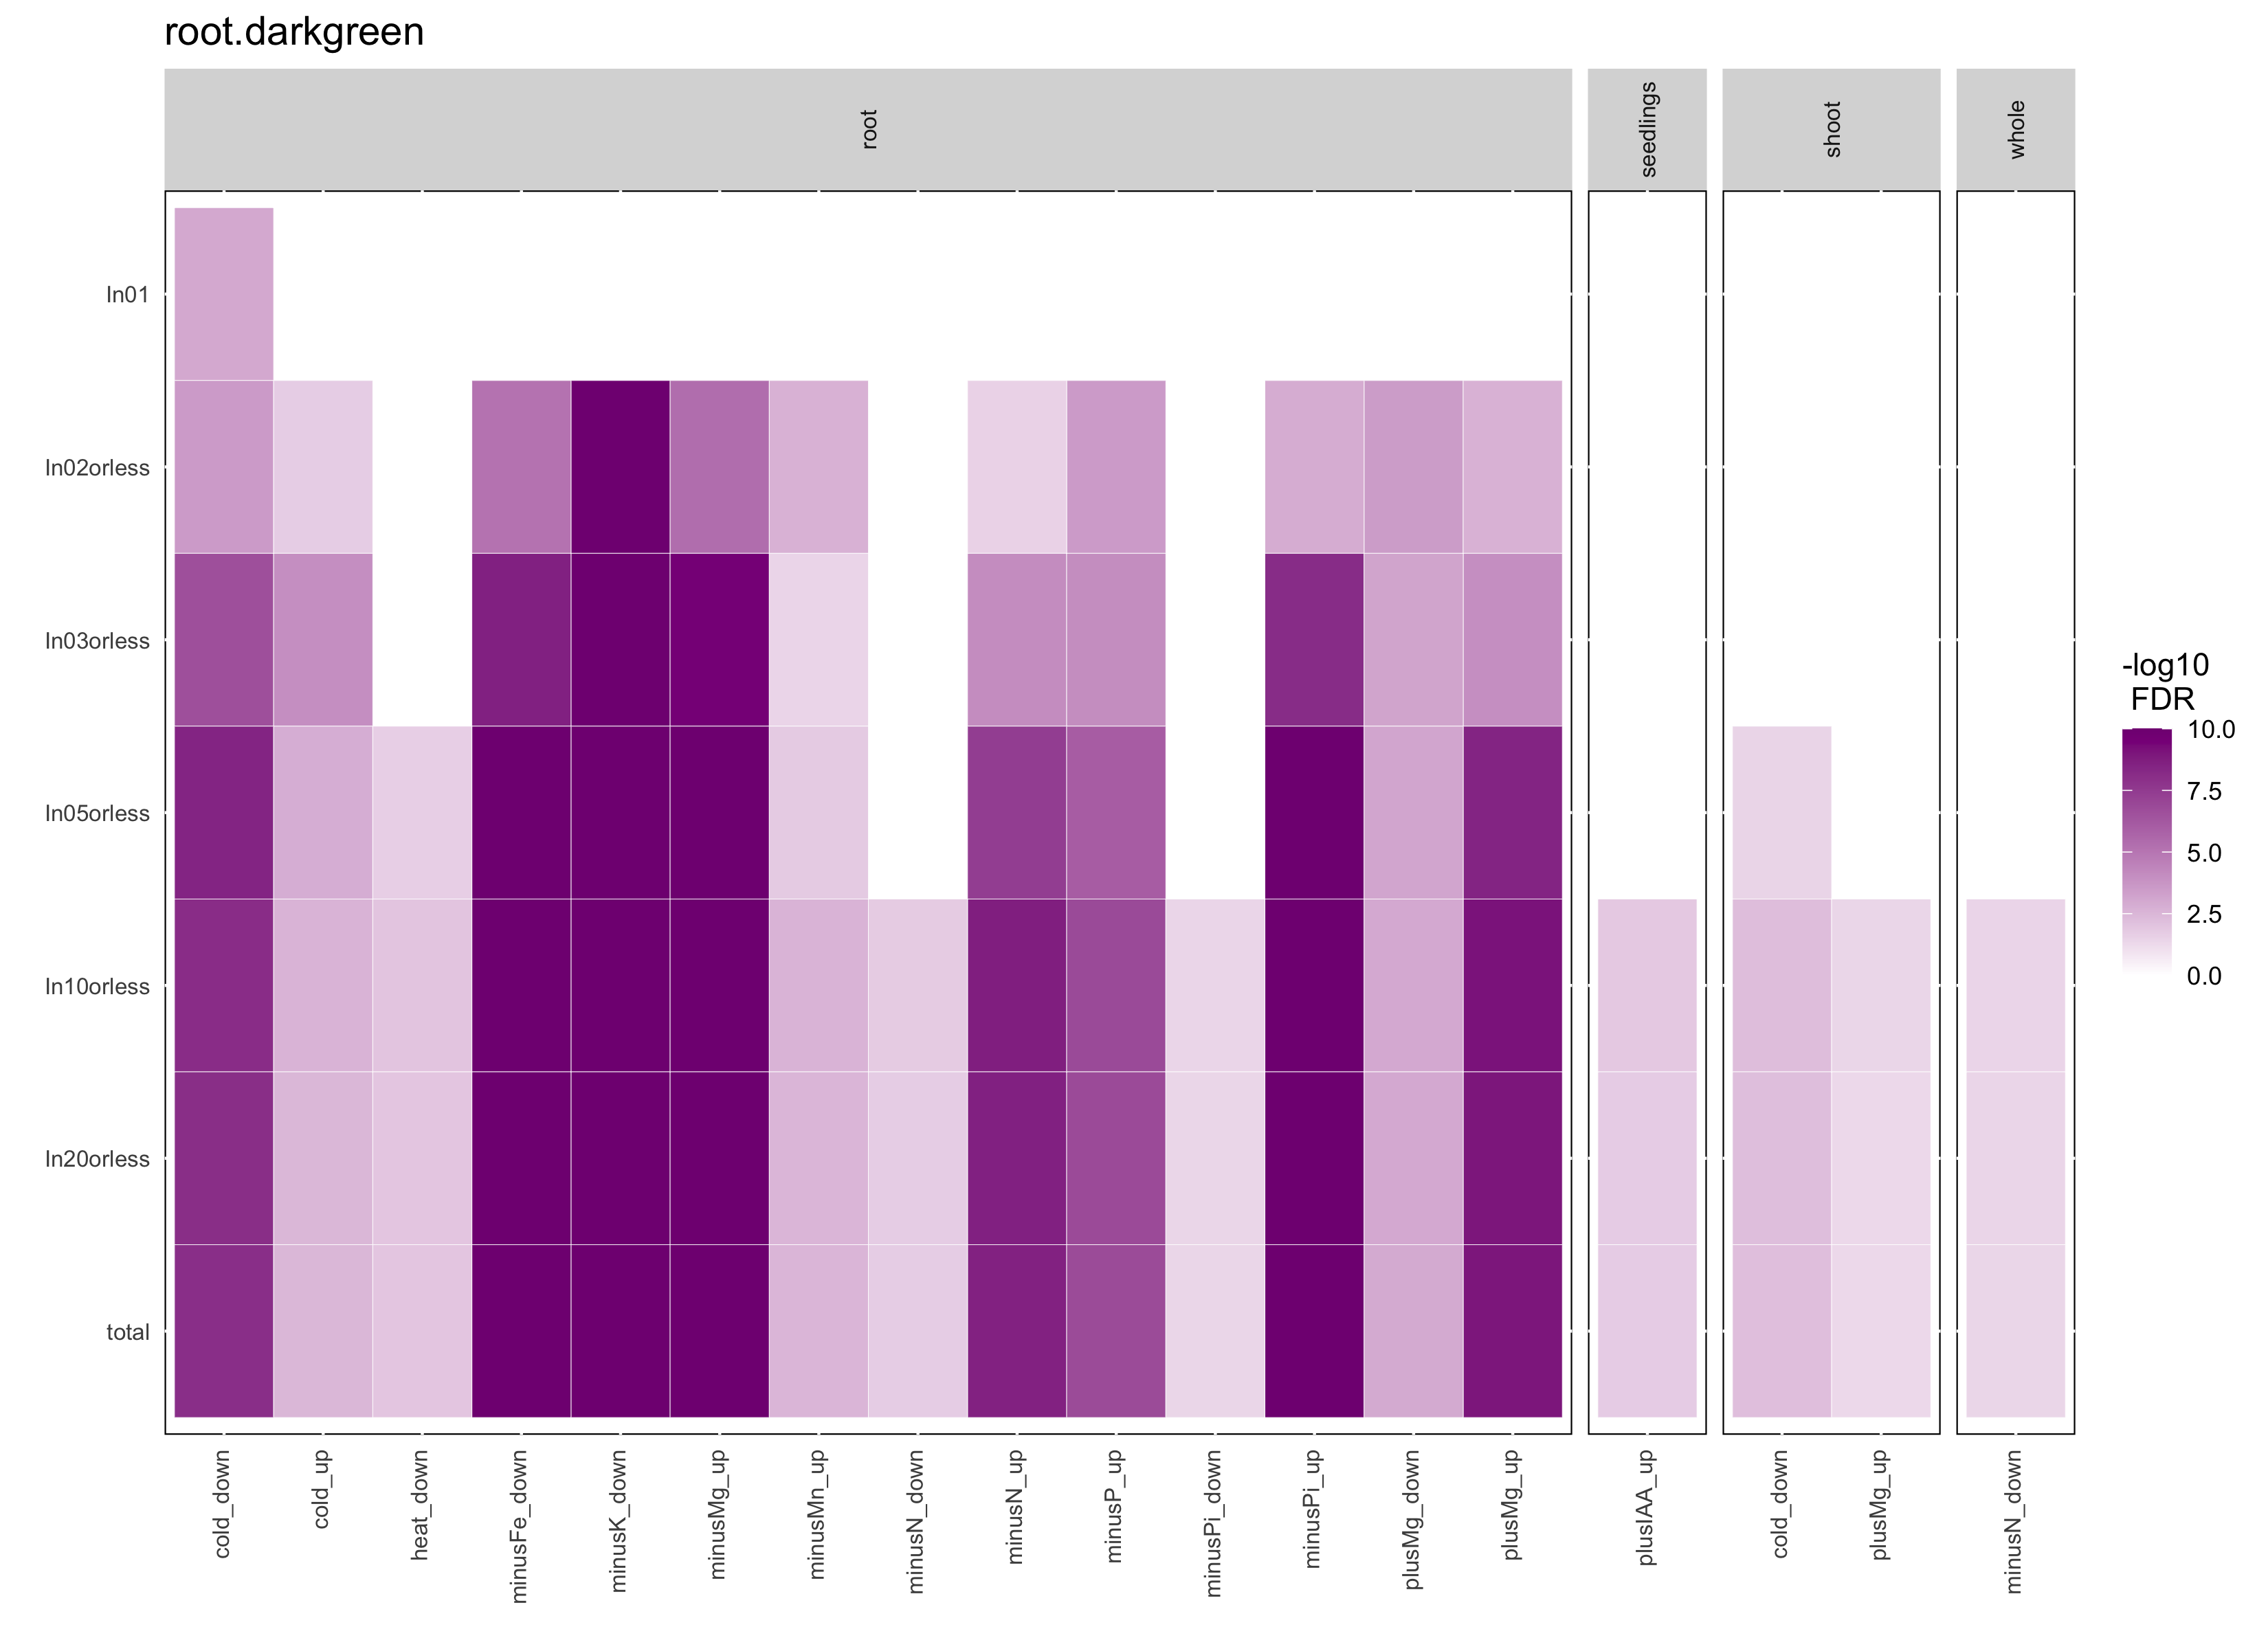 root.darkgreen
root
seedlings
shoot
whole
In01
In02orless
In03orless
In05orless
In10orless
In20orless
total
cold_down
cold_up
heat_down
minusFe_down
minusK_down
minusMg_up
minusMn_up
minusN_down
minusN_up
minusP_up
minusPi_down
minusPi_up
plusMg_down
plusMg_up
plusIAA_up
cold_down
plusMg_up
minusN_down
-log10
FDR
10.0
7.5
5.0
2.5
0.0